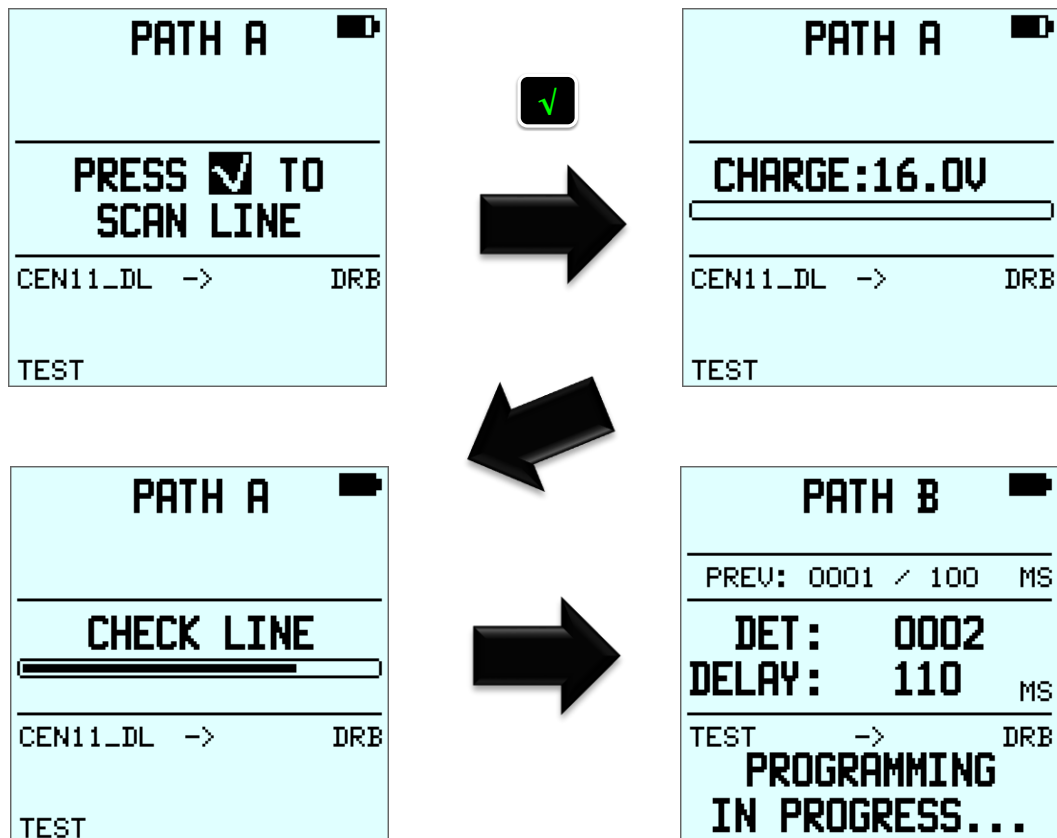 PATH A
PRESS √ TO
SCAN LINE
CEN11_DL -> DRB
TEST
√
PATH A
CHARGE:16.0V
CEN11_DL -> DRB
TEST
PATH A
CHECK LINE
CEN11_DL -> DRB
TEST
PATH B
PREV: 0001 / 100 MS
DET: 0002
DELAY: 110 MS
TEST -> DRB
PROGRAMMING
IN PROGRESS...